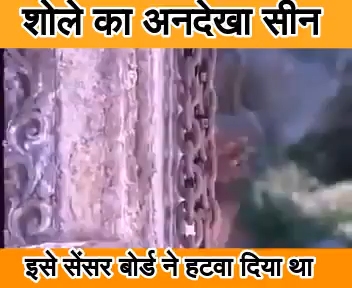 शोले का अनदेखा सीन
इसे सेंसर बोर्ड ने हटवा दिया था